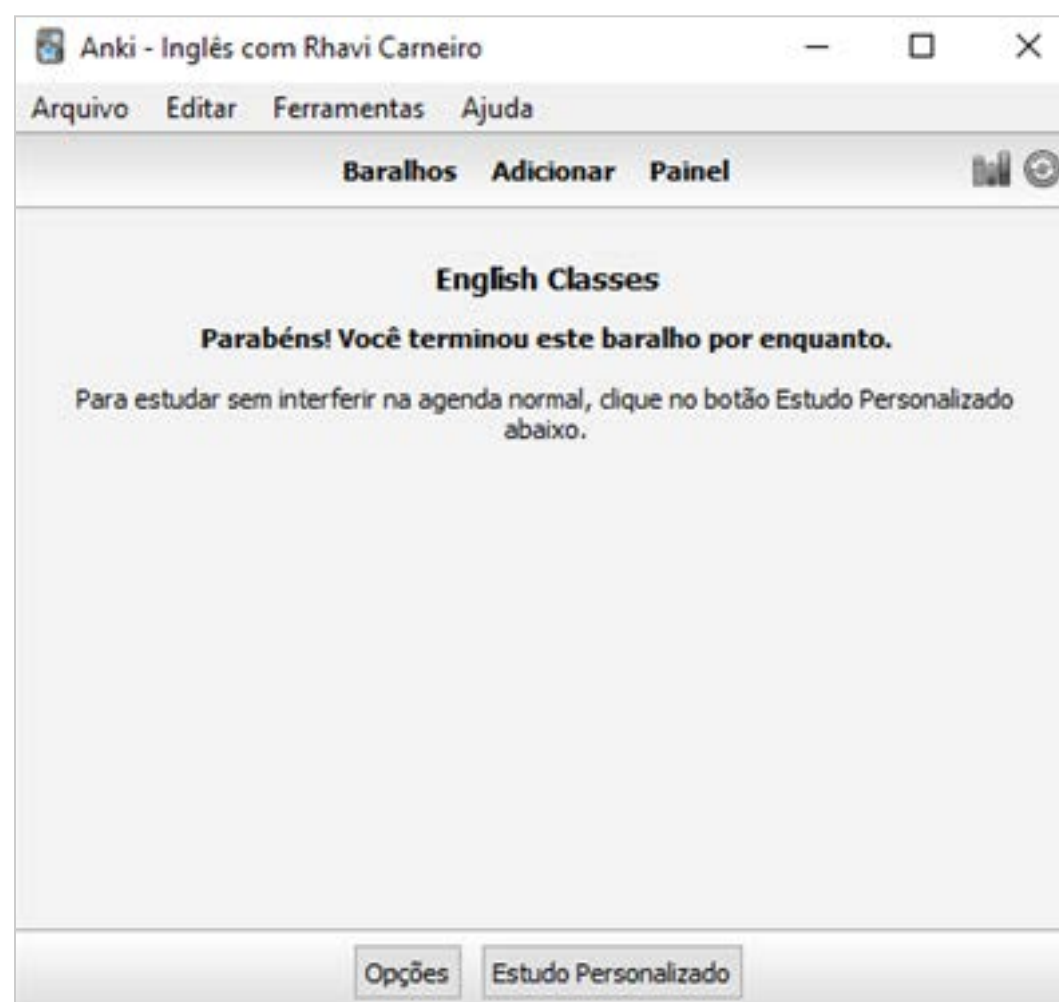 Anki - Inglês com Rhavi Carneiro
Arquivo Editar Ferramentas Ajuda
Baralhos Adicionar Painel
English Classes
Parabéns! Você terminou este baralho por enquanto.
Para estudar sem interferir na agenda normal, clique no botão Estudo Personalizado
abaixo.
Opções Estudo Personalizado